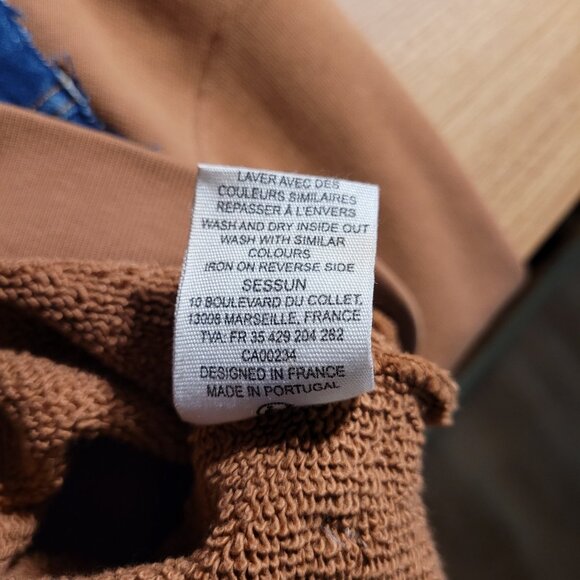 LAVER AVEC DES
COULEURS SIMILAIRES
REPASSER À L'ENVERS
WASH AND DRY INSIDE OUT
WASH WITH SIMILAR
COLOURS
IRON ON REVERSE SIDE
SESSUN
10 BOULEVARD DU COLLET,
13008 MARSEILLE, FRANCE
TVA: FR 35 429 204 282
CA00234
DESIGNED IN FRANCE
MADE IN PORTUGAL